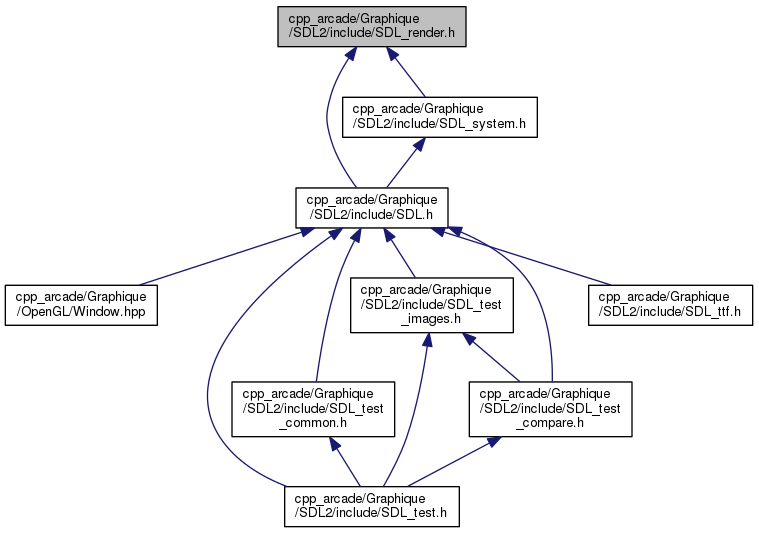 cpp_arcade/Graphique
/SDL2/include/SDL_render.h
cpp_arcade/Graphique
/SDL2/include/SDL_system.h
cpp_arcade/Graphique
/SDL2/include/SDL.h
cpp_arcade/Graphique
/OpenGL/Window.hpp
cpp_arcade/Graphique
/SDL2/include/SDL_test
_images.h
cpp_arcade/Graphique
/SDL2/include/SDL_ttf.h
cpp_arcade/Graphique
/SDL2/include/SDL_test
_common.h
cpp_arcade/Graphique
/SDL2/include/SDL_test
_compare.h
cpp_arcade/Graphique
/SDL2/include/SDL_test.h